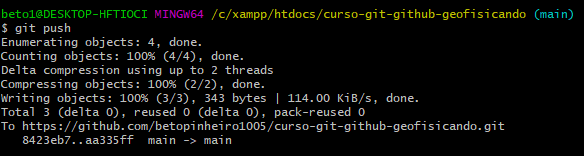 beto1@DESKTOP-HFTIOCI MINGW64 /c/xampp/htdocs/curso-git-github-geofisicando (main)
$ git push
Enumerating objects: 4, done.
Counting objects: 100% (4/4), done.
Delta compression using up to 2 threads
Compressing objects: 100% (2/2), done.
Writing objects: 100% (3/3), 343 bytes | 114.00 KiB/s, done.
Total 3 (delta 0), reused 0 (delta 0), pack-reused 0
To https://github.com/betopinheiro1005/curso-git-github-geofisicando.git
   8423eb7..aa335ff  main -> main